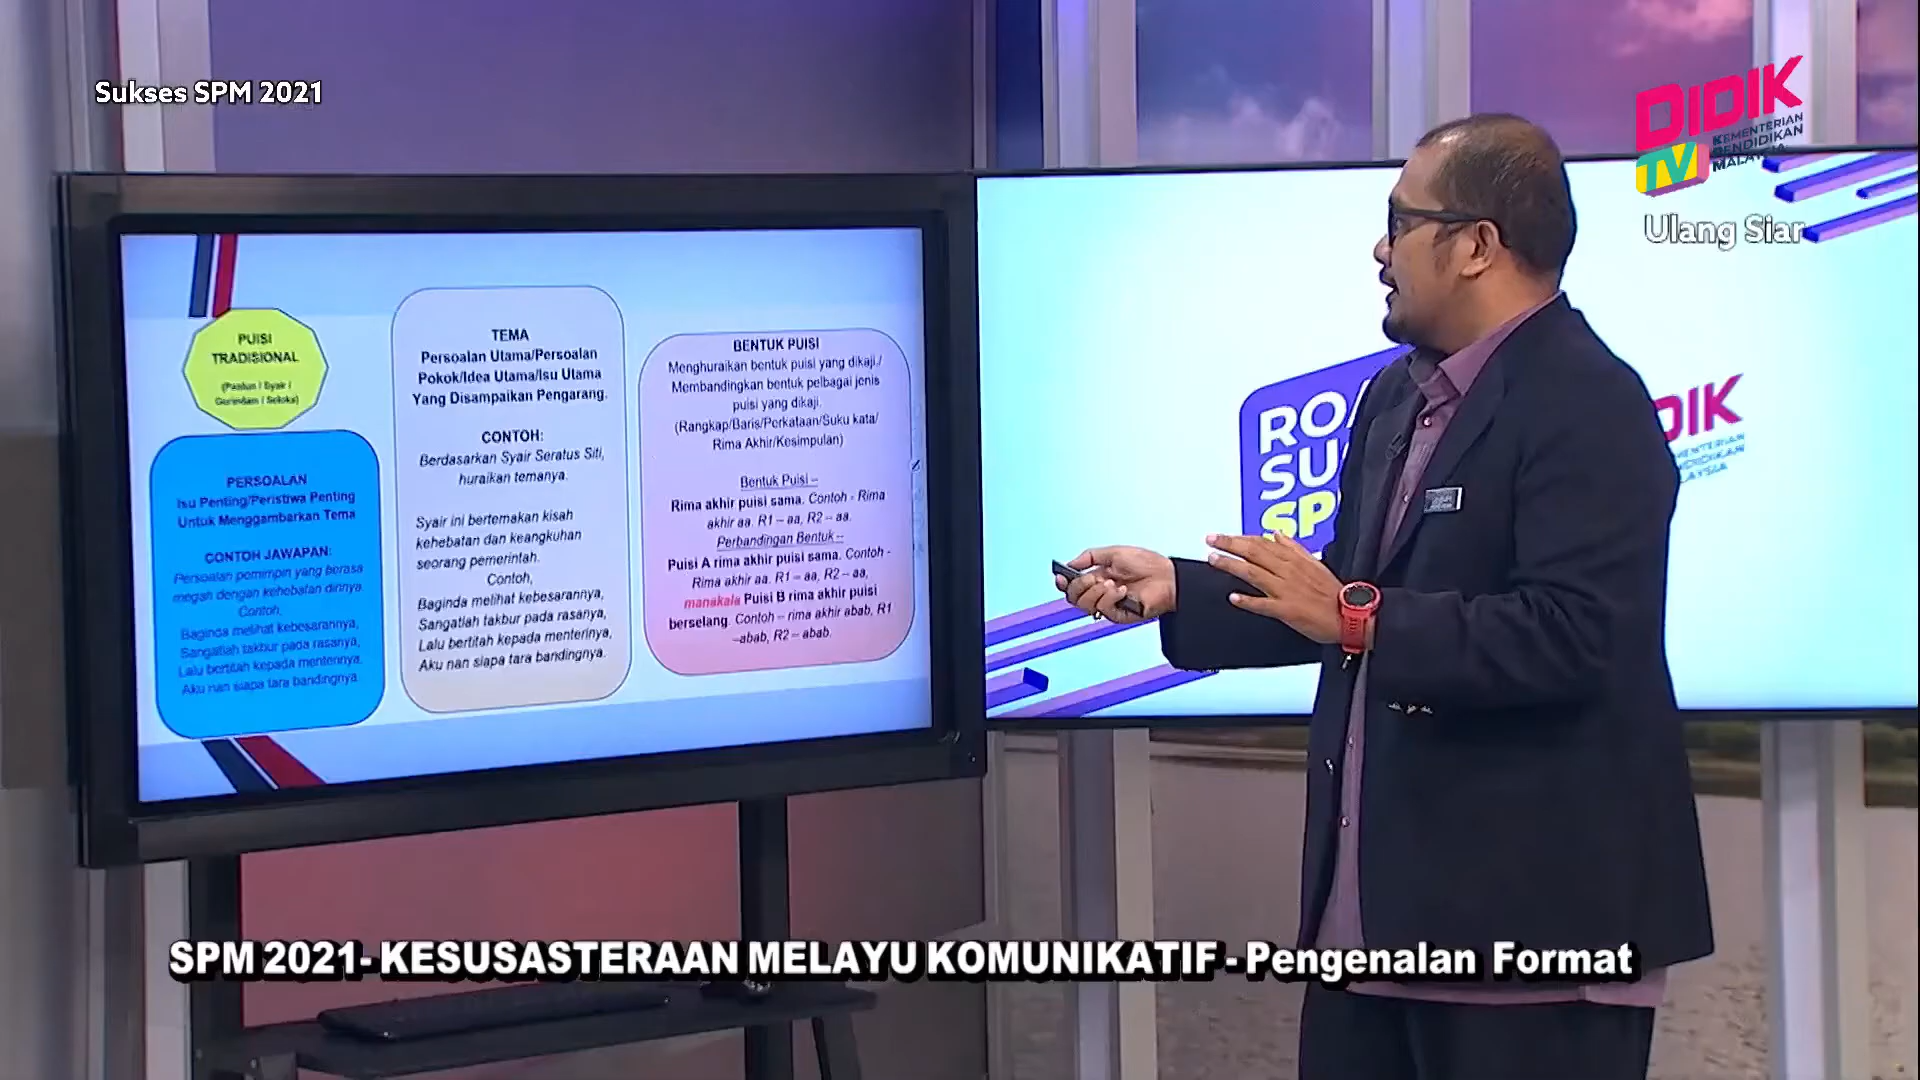 Sukses SPM 2021
DIDIK
TV
KEMENTERIAN
PENDIDIKAN
MALAYSIA
Ulang Siar
PUISI
TRADISIONAL
(Pantun / Syair /
Gurindam / Seloka)
PERSOALAN
Isu Penting/Peristiwa Penting
Untuk Menggambarkan Tema
CONTOH JAWAPAN:
Persoalan pemimpin yang berasa
megah dengan kehebatan dirinya
Contoh,
Baginda melihat kebesarannya,
Sangatlah takbur pada rasanya,
Lalu bertitah kepada menterinya,
Aku nan siapa tara bandingnya.
TEMA
Persoalan Utama/Persoalan
Pokok/Idea Utama/Isu Utama
Yang Disampaikan Pengarang.
CONTOH:
Berdasarkan Syair Seratus Siti,
huraikan temanya.
Syair ini bertemakan kisah
kehebatan dan keangkuhan
seorang pemerintah.
Contoh,
Baginda melihat kebesarannya,
Sangatlah takbur pada rasanya,
Lalu bertitah kepada menterinya,
Aku nan siapa tara bandingnya.
BENTUK PUISI
Menghuraikan bentuk puisi yang dikaji./
Membandingkan bentuk pelbagai jenis
puisi yang dikaji.
(Rangkap/Baris/Perkataan/Suku kata/
Rima Akhir/Kesimpulan)
Bentuk Puisi –
Rima akhir puisi sama. Contoh - Rima
akhir aa. R1 – aa, R2 – aa.
Perbandingan Bentuk –
Puisi A rima akhir puisi sama. Contoh -
Rima akhir aa. R1 – aa, R2 – aa,
manakala Puisi B rima akhir puisi
berselang. Contoh – rima akhir abab, R1
–abab, R2 – abab.
ROA
SU
SP
DIK
SPM 2021- KESUSASTERAAN MELAYU KOMUNIKATIF - Pengenalan Format